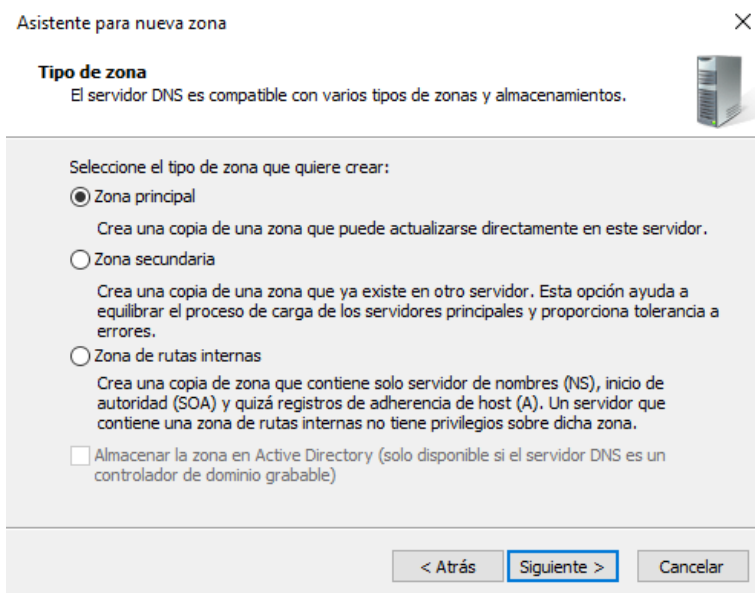 Asistente para nueva zona
Tipo de zona
El servidor DNS es compatible con varios tipos de zonas y almacenamientos.
Seleccione el tipo de zona que quiere crear:
Zona principal
Crea una copia de una zona que puede actualizarse directamente en este servidor.
Zona secundaria
Crea una copia de una zona que ya existe en otro servidor. Esta opción ayuda a
equilibrar el proceso de carga de los servidores principales y proporciona tolerancia a
errores.
Zona de rutas internas
Crea una copia de zona que contiene solo servidor de nombres (NS), inicio de
autoridad (SOA) y quizá registros de adherencia de host (A). Un servidor que
contiene una zona de rutas internas no tiene privilegios sobre dicha zona.
Almacenar la zona en Active Directory (solo disponible si el servidor DNS es un
controlador de dominio grabable)
< Atrás Siguiente > Cancelar